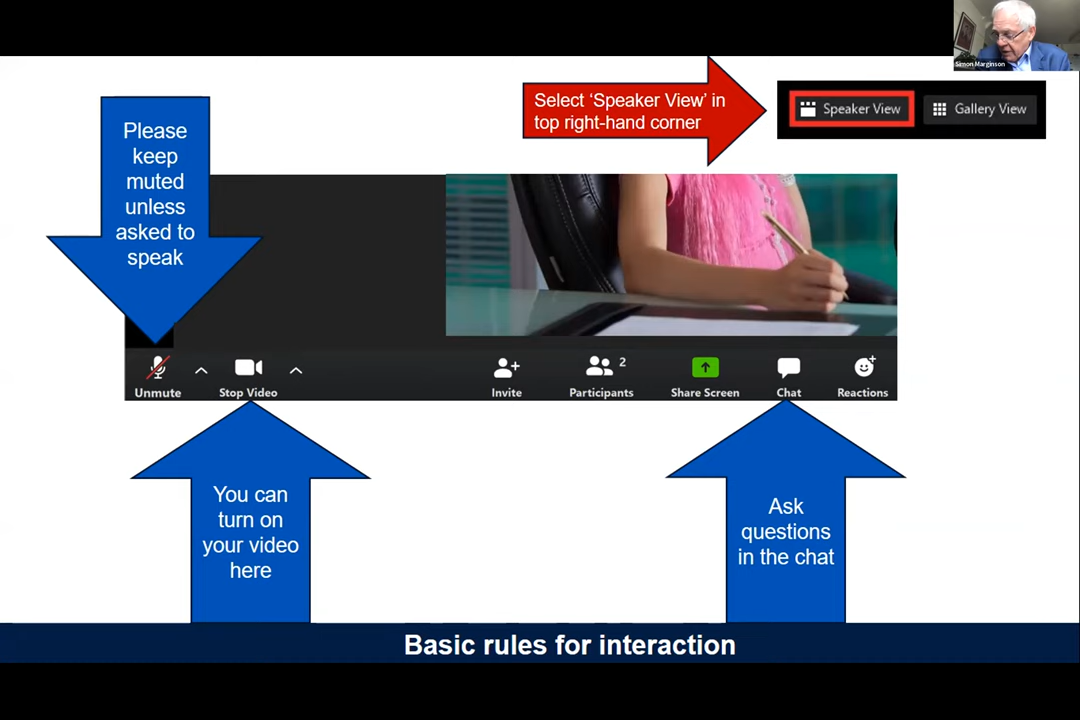 Simon Marginson
Select ‘Speaker View’ in
top right-hand corner
Speaker View
Gallery View
Please
keep
muted
unless
asked to
speak
2
Unmute
Stop Video
Invite
Participants
Share Screen
Chat
Reactions
You can
turn on
your video
here
Ask
questions
in the chat
Basic rules for interaction